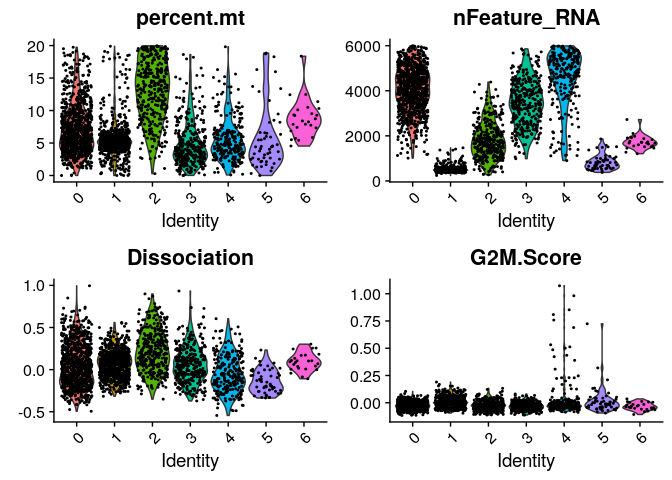 percent.mt
20
15
10
5
0
0 1 2 3 4 5 6
Identity
nFeature_RNA
6000
4000
2000
0
0 1 2 3 4 5 6
Identity
Dissociation
1.0
0.5
0.0
-0.5
0 1 2 3 4 5 6
Identity
G2M.Score
1.00
0.75
0.50
0.25
0.00
0 1 2 3 4 5 6
Identity